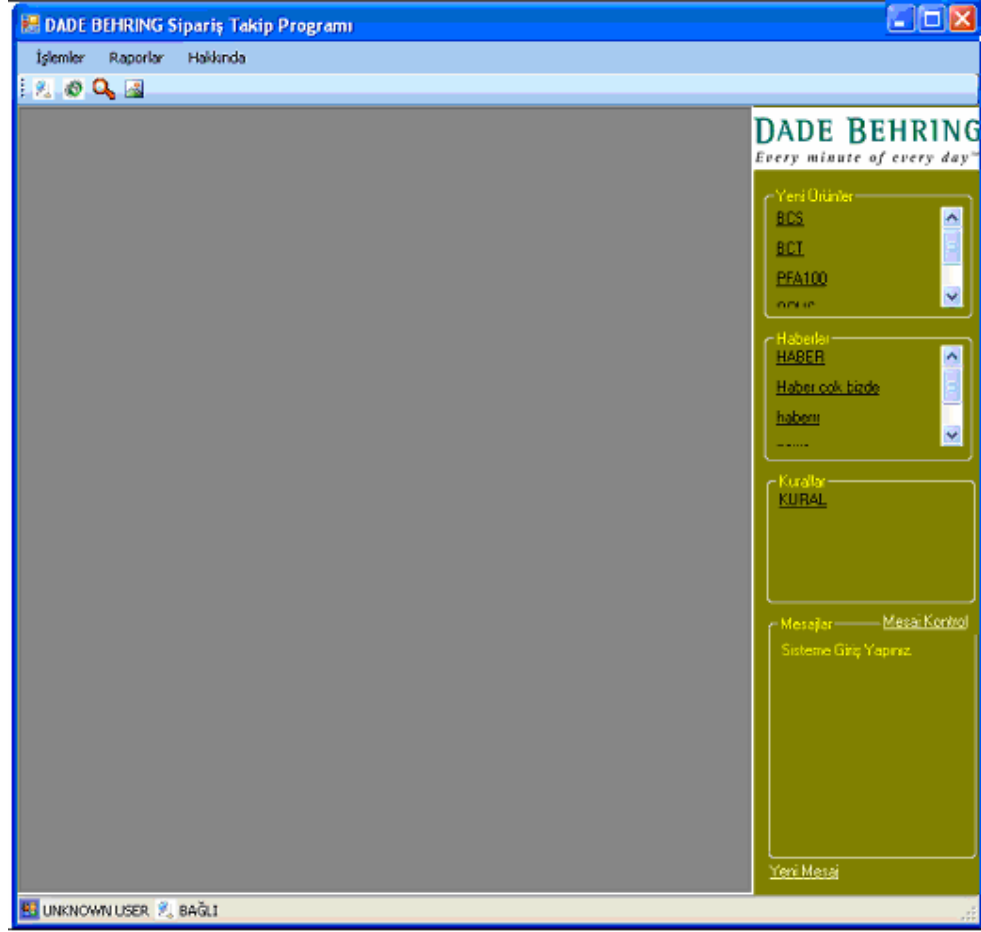 DADE BEHRING Sipariş Takip Programı
İşlemler Raporlar Hakkında
DADE BEHRING
Every minute of every day™
Yeni Ürünler
BCS
BCT
PFA100
Haberler
HABER
Haber çok bizde
haberrr
Kurallar
KURAL
Mesajlar Mesaj Kontrol
Sisteme Giriş Yapınız.
Yeni Mesaj
UNKNOWN USER BAĞLI